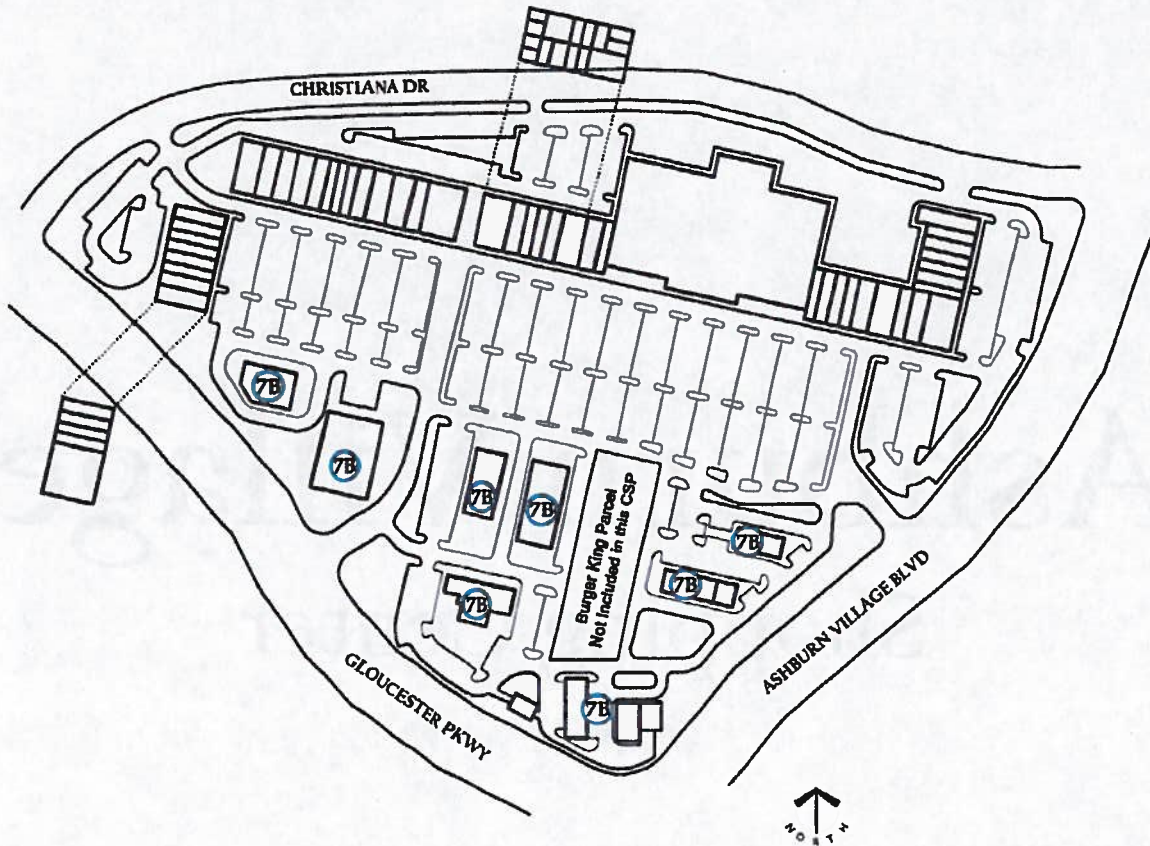 CHRISTIANA DR
7B
7B
7B
7B
Burger King Parcel
Not Included in this CSP
7B
7B
7B
7B
GLOUCESTER PKWY
ASHBURN VILLAGE BLVD
NORTH